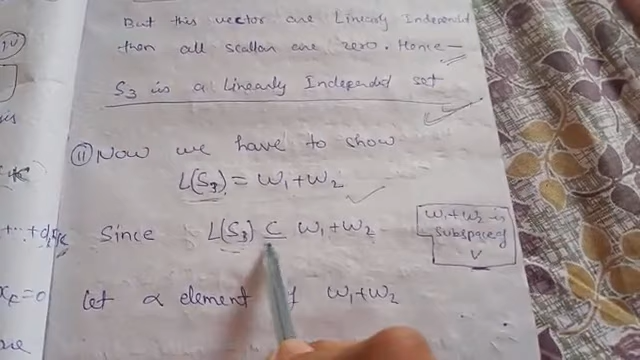 But this vector are Linearly Independ
then all scallar are zero. Hence —
S3 is a Linearly Independ set
(ii) Now we have to show
L(S3) = W1+W2
Since L(S3) ⊂ W1+W2
W1+W2 is
subspace of
V
Let α element of W1+W2